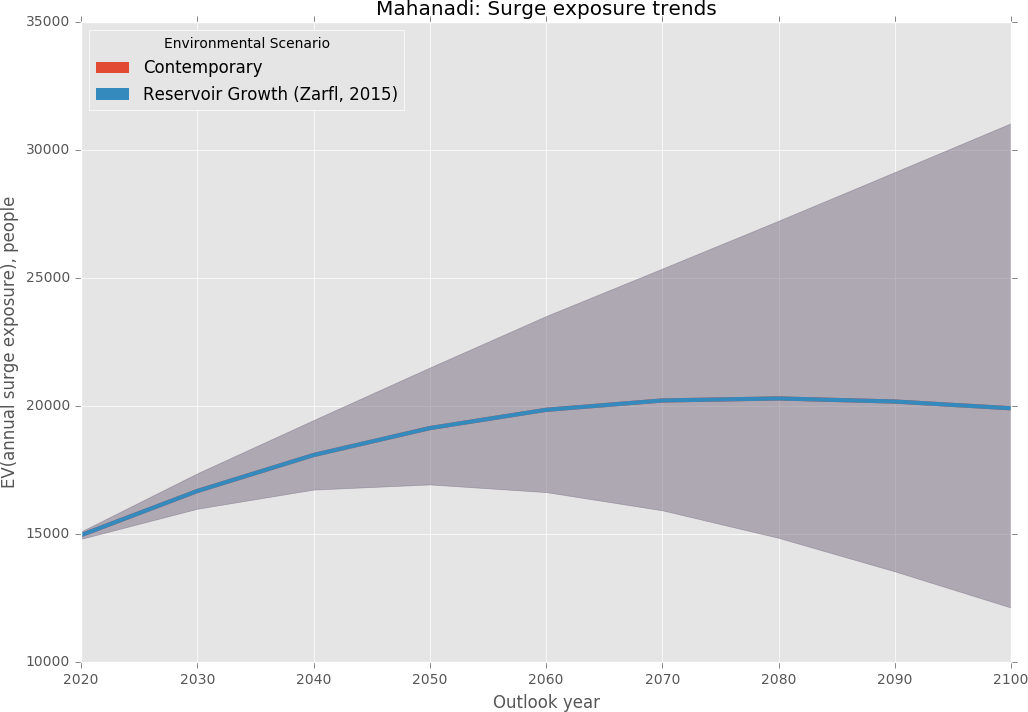 Mahanadi: Surge exposure trends
35000
Environmental Scenario
Contemporary
Reservoir Growth (Zarfl, 2015)
30000
25000
20000
15000
10000
EV(annual surge exposure), people
2020 2030 2040 2050 2060 2070 2080 2090 2100
Outlook year